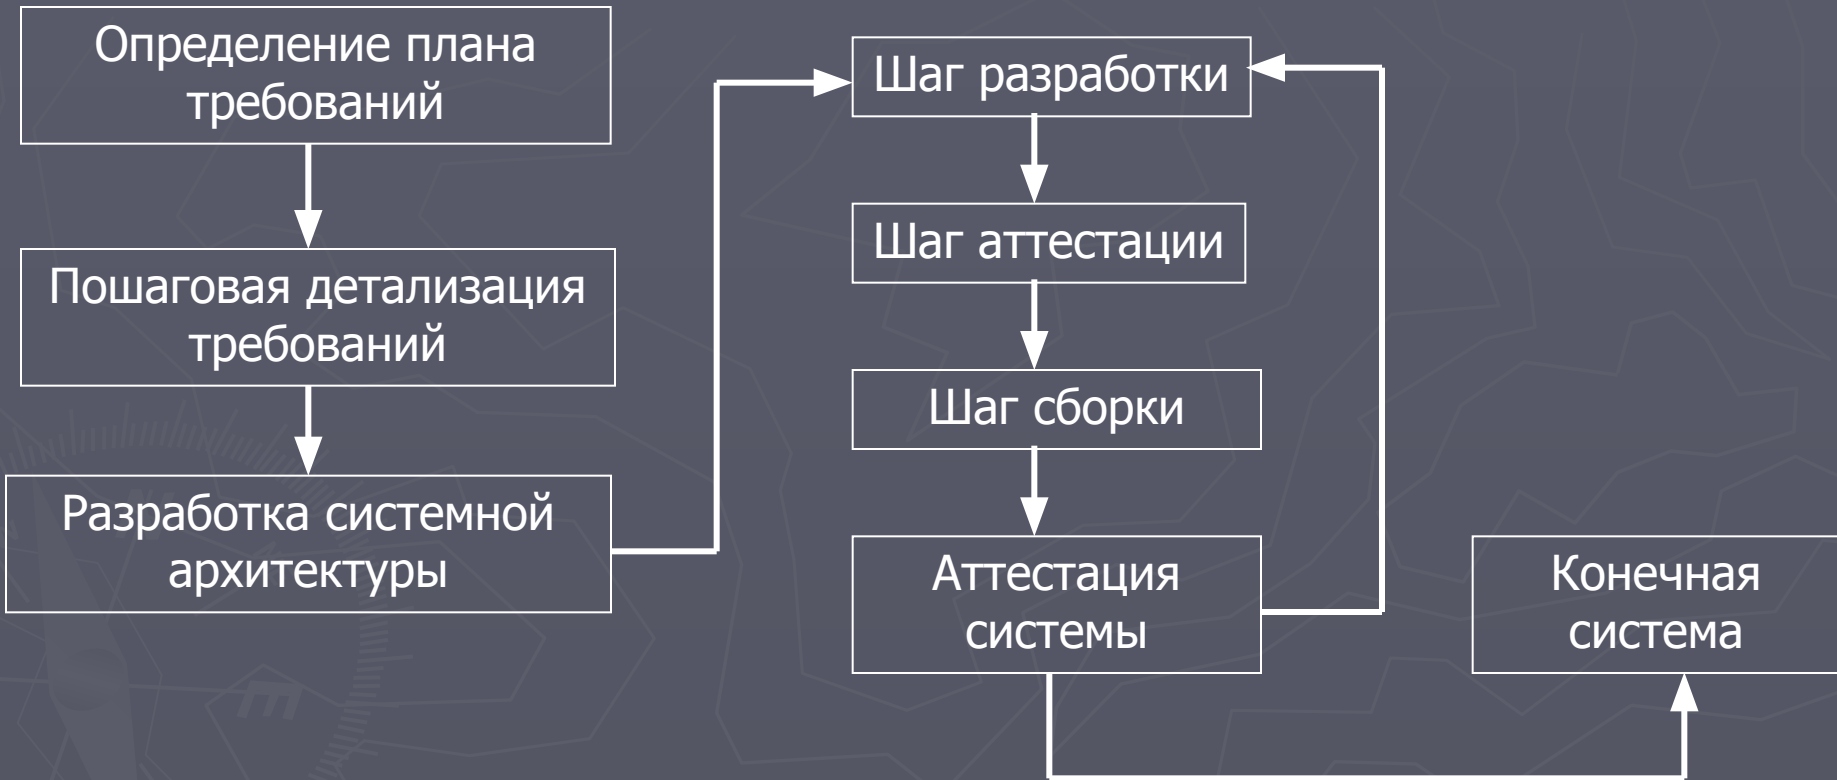 Определение плана
требований
Пошаговая детализация
требований
Разработка системной
архитектуры
Шаг разработки
Шаг аттестации
Шаг сборки
Аттестация
системы
Конечная
система
E